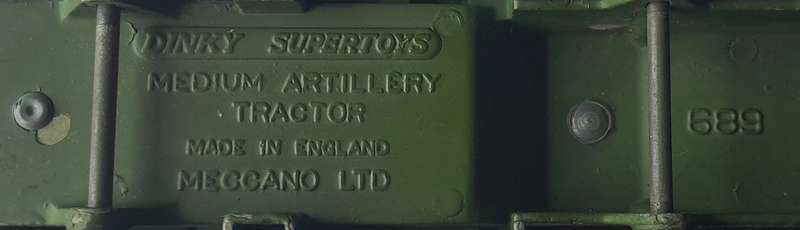 DINKY SUPERTOYS
MEDIUM ARTILLERY
TRACTOR
MADE IN ENGLAND
MECCANO LTD
689